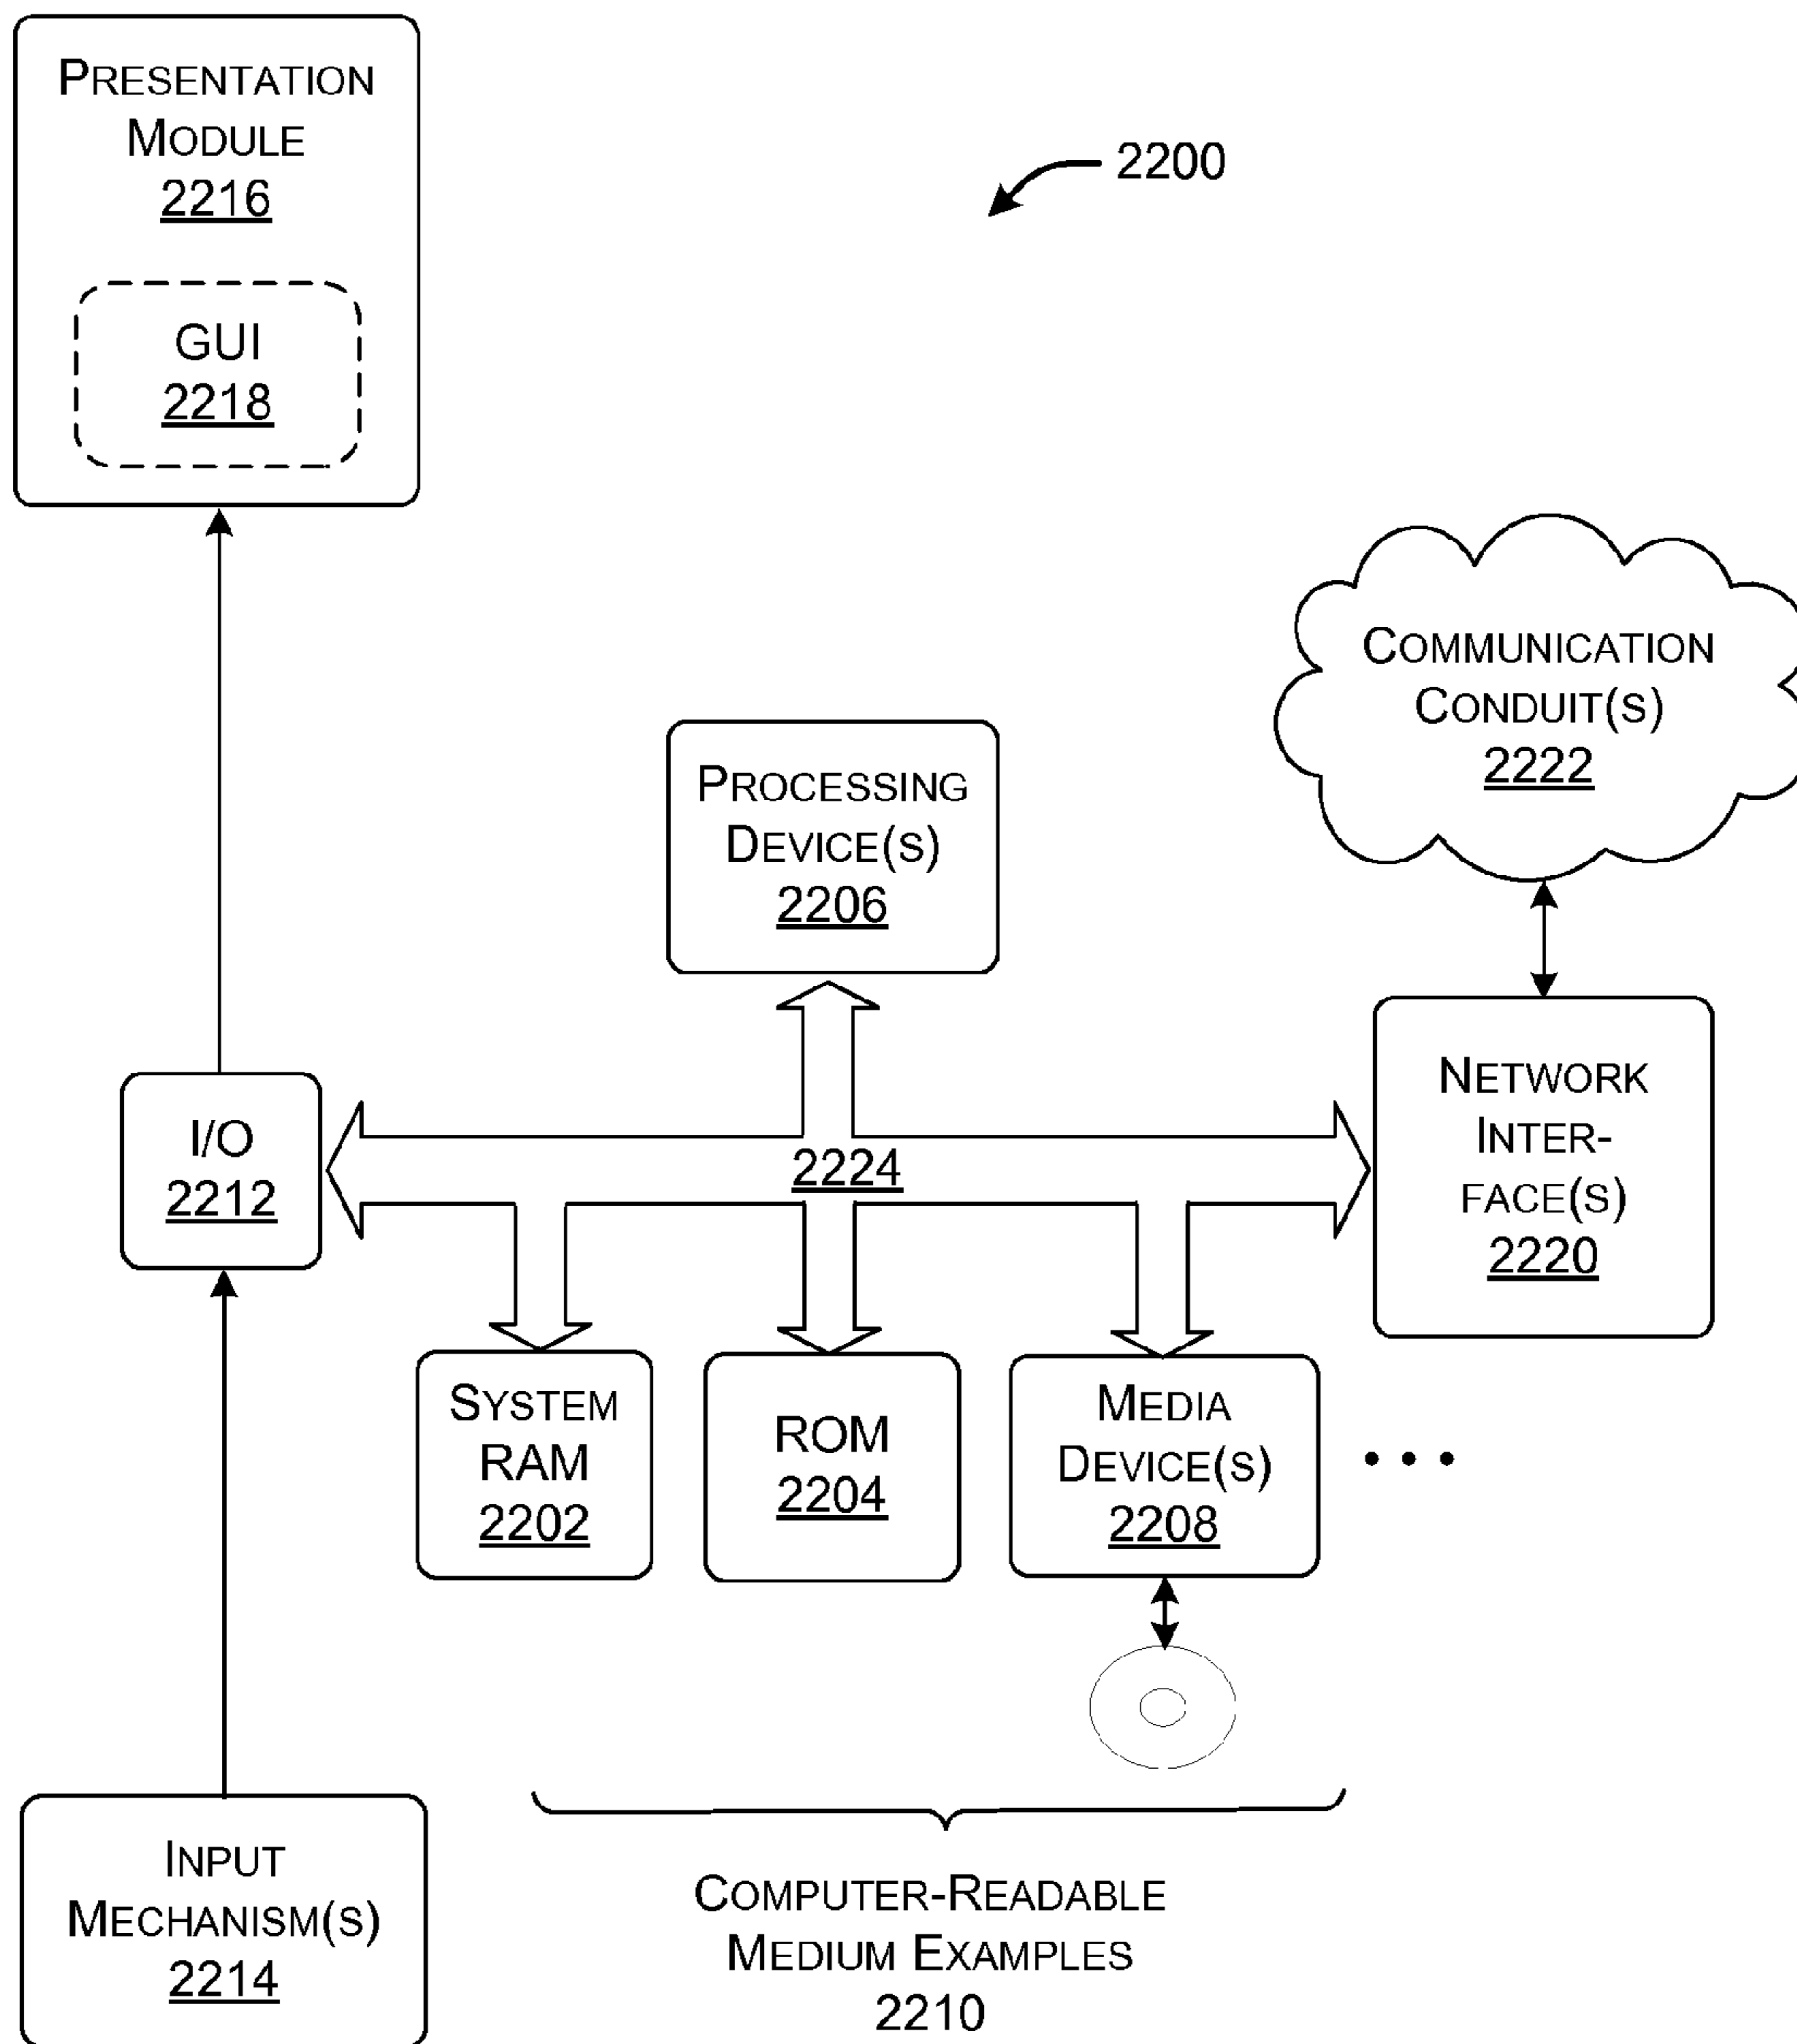 PRESENTATION
MODULE
2216
GUI
2218
2200
COMMUNICATION
CONDUIT(S)
2222
PROCESSING
DEVICE(S)
2206
NETWORK
INTER-
FACE(S)
2220
I/O
2212
2224
SYSTEM
RAM
2202
ROM
2204
MEDIA
DEVICE(S)
2208
• • •
INPUT
MECHANISM(S)
2214
COMPUTER-READABLE
MEDIUM EXAMPLES
2210